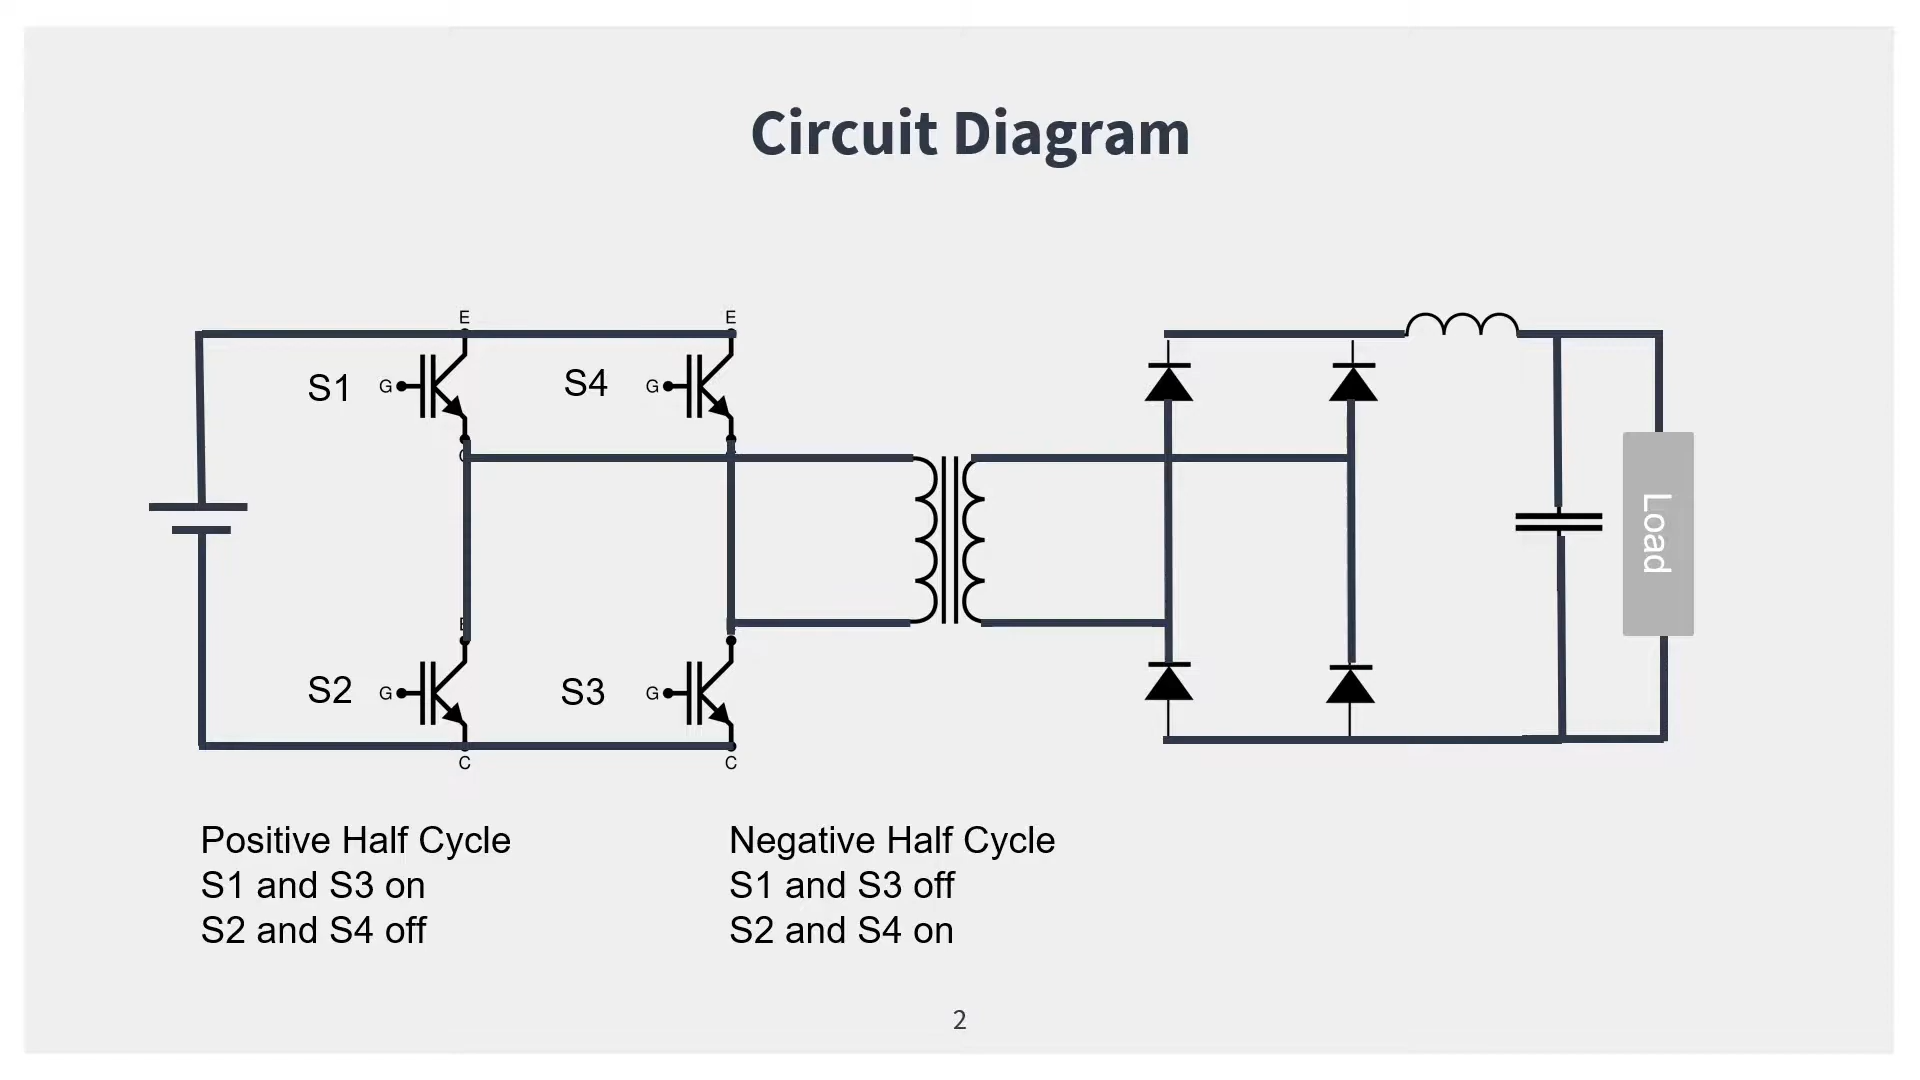 Circuit Diagram
E
E
S1
G
S4
G
Load
S2
G
S3
G
C
C
Positive Half Cycle
S1 and S3 on
S2 and S4 off
Negative Half Cycle
S1 and S3 off
S2 and S4 on
2